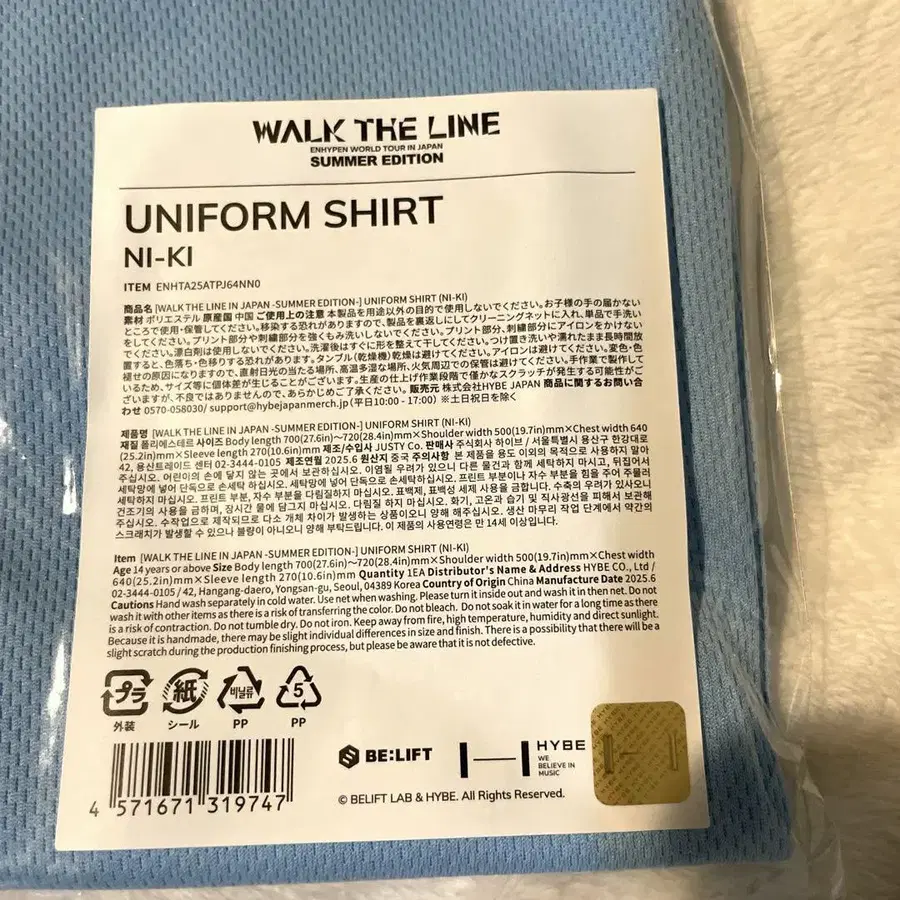 WALK THE LINE
ENHYPEN WORLD TOUR IN JAPAN
SUMMER EDITION
UNIFORM SHIRT
NI-KI
ITEM ENHTA25ATPJ64NN0
商品名 [WALK THE LINE IN JAPAN -SUMMER EDITION-] UNIFORM SHIRT (NI-KI)
素材 ポリエステル 原産国 中国 ご使用上の注意 本製品を用途以外の目的で使用しないでください。お子様の手の届かない
ところで使用・保管してください。移染する恐れがありますので、製品を裏返しにしてクリーニングネットに入れ、単品で手洗い
をしてください。プリント部分や刺繍部分を強くもみ洗いしないでください。プリント部分、刺繍部分にアイロンをかけない
でください。漂白剤は使用しないでください。洗濯後はすぐに形を整えて干してください。つけ置き洗いや濡れたまま長時間
置きすると、色落ち・色移りする恐れがあります。タンブル(乾燥機)乾燥は避けてください。アイロンは避けてください。変色・色
褪せの原因になりますので、直射日光の当たる場所、高温多湿な場所、火気周辺での保管は避けてください。手作業で製作して
いるため、サイズ等に個体差が生じることがございます。生産の仕上げ作業段階で僅かなスクラッチが発生する可能性がご
ざいますが、不良ではありませんので、あらかじめご了承ください。販売元 株式会社HYBE JAPAN 商品に関するお問い合
わせ 0570-058030/ support@hybejapanmerch.jp (平日10:00 - 17:00) ※土日祝日を除く
제품명 [WALK THE LINE IN JAPAN -SUMMER EDITION-] UNIFORM SHIRT (NI-KI)
재질 폴리에스테르 사이즈 Body length 700(27.6in)~720(28.4in)mm×Shoulder width 500(19.7in)mm×Chest width 640
(25.2in)mm×Sleeve length 270(10.6in)mm 제조/수입사 JUSTY Co. 판매사 주식회사 하이브 / 서울특별시 용산구 한강대로
42, 용산트레이드 센터 02-3444-0105 제조연월 2025.6 원산지 중국 주의사항 본 제품을 용도 이외의 목적으로 사용하지 말아
주십시오. 어린이의 손에 닿지 않는 곳에서 보관하십시오. 이염될 우려가 있으니 다른 물건과 함께 세탁하지 마시고, 뒤집어서
세탁망에 넣어 단독으로 손세탁 하십시오. 세탁망에 넣어 단독으로 손세탁하십시오. 프린트 부분이나 자수 부분을 힘을 주어 주물러
세탁하지 마십시오. 프린트 부분, 자수 부분을 다림질하지 마십시오. 표백제, 표백성 세제 사용을 금합니다. 수축의 우려가 있사오니
건조기의 사용을 금하며, 장시간 물에 담그지 마십시오. 다림질 하지 마십시오. 화기, 고온과 습기 및 직사광선을 피해서 보관해
주십시오. 수작업으로 제작되므로 다소 개체 차이가 발생하는 상품이오니 양해 해주십시오. 생산 마무리 작업 단계에서 약간의
스크래치가 발생할 수 있으나 불량이 아니오니 양해 부탁드립니다. 이 제품의 사용연령은 만 14세 이상입니다.
Item [WALK THE LINE IN JAPAN -SUMMER EDITION-] UNIFORM SHIRT (NI-KI)
Age 14 years or above Size Body length 700(27.6in)~720(28.4in)mm×Shoulder width 500(19.7in)mm×Chest width
640(25.2in)mm×Sleeve length 270(10.6in)mm Quantity 1EA Distributor's Name & Address HYBE CO., Ltd /
02-3444-0105 / 42, Hangang-daero, Yongsan-gu, Seoul, 04389 Korea Country of Origin China Manufacture Date 2025.6
Cautions Hand wash separately in cold water. Use net when washing. Please turn it inside out and wash it in then net. Do not
wash it with other items as there is a risk of transferring the color. Do not bleach. Do not soak it in water for a long time as there
is a risk of contraction. Do not tumble dry. Do not iron. Keep away from fire, high temperature, humidity and direct sunlight.
Because it is handmade, there may be slight individual differences in size and finish. There is a possibility that there will be a
slight scratch during the production finishing process, but please be aware that it is not defective.
プラ 紙 비닐류 5
外装 シール PP PP
BE:LIFT HYBE
WE
BELIEVE IN
MUSIC
4 571671 319747
© BELIFT LAB & HYBE. All Rights Reserved.